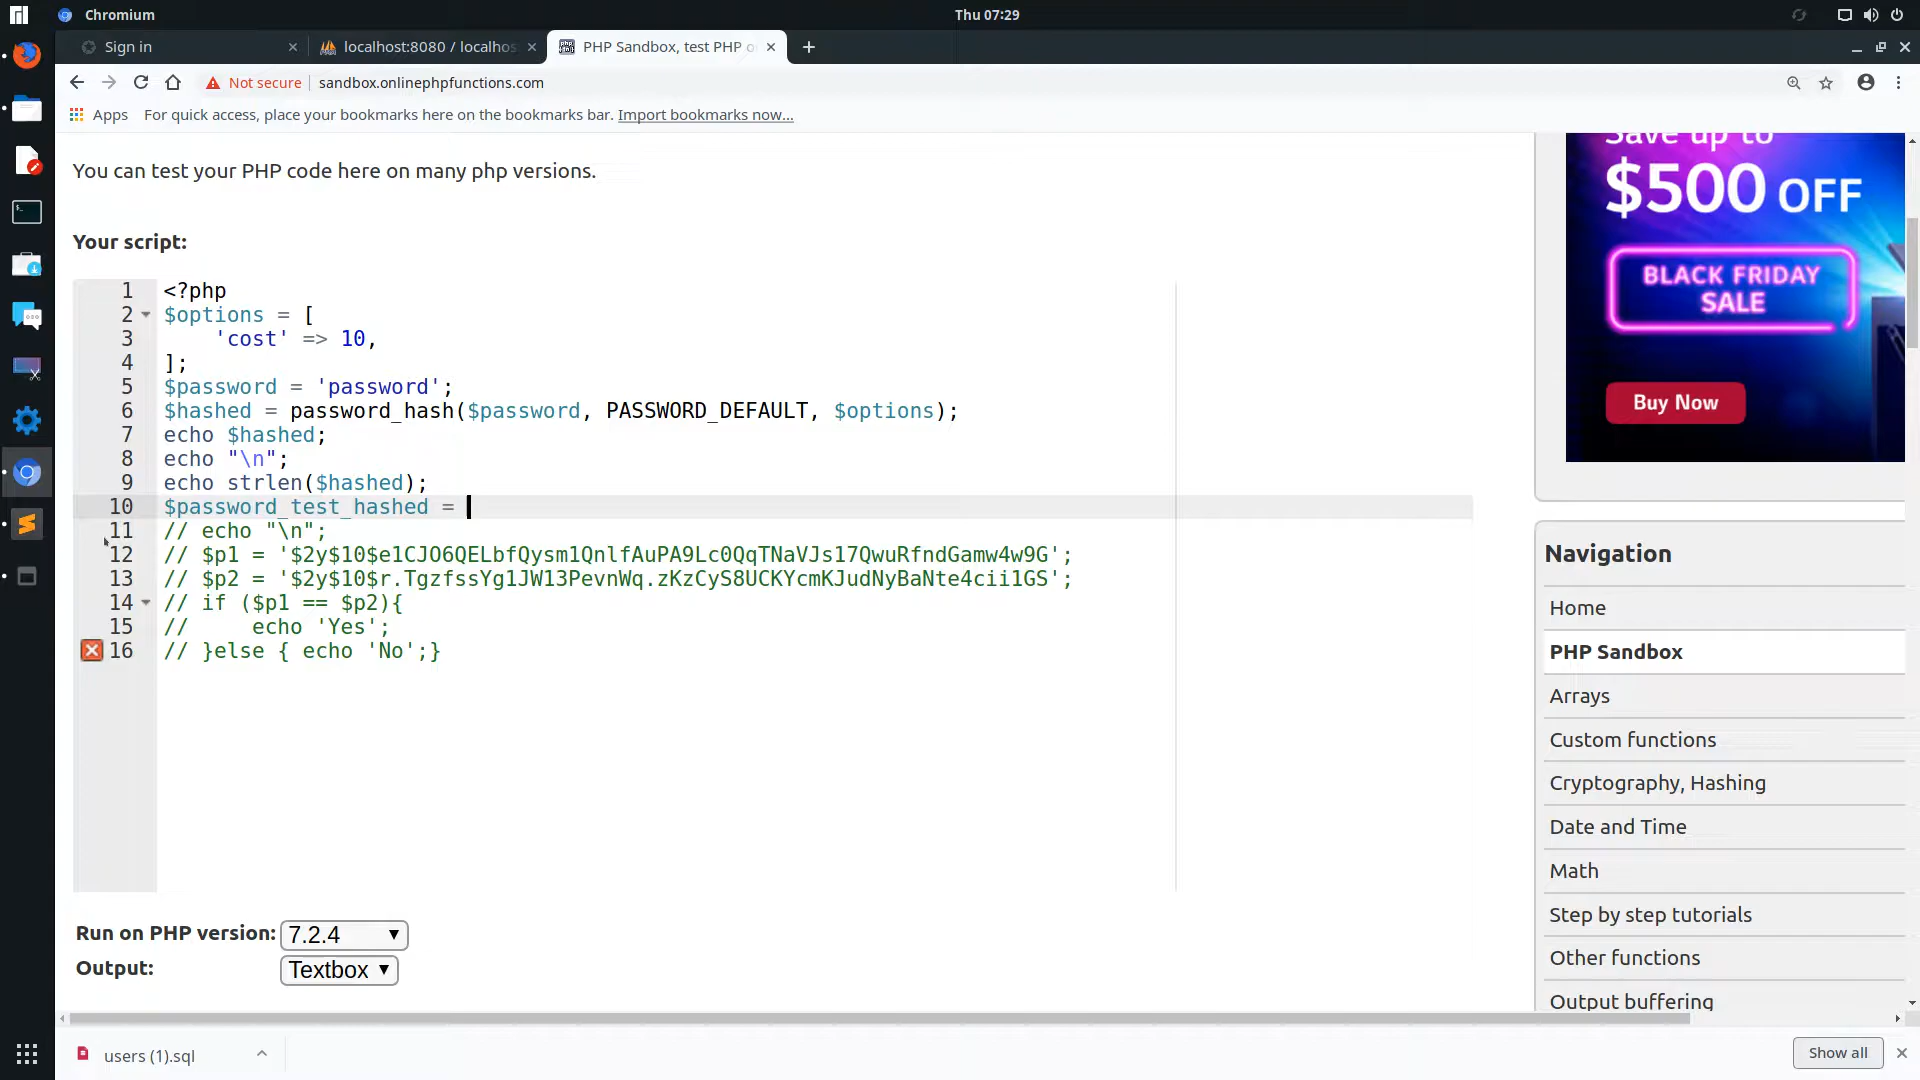 Chromium
Thu 07:29
Sign in
localhost:8080 / localhos
PHP Sandbox, test PHP o
Not secure
sandbox.onlinephpfunctions.com
Apps
For quick access, place your bookmarks here on the bookmarks bar. Import bookmarks now...
You can test your PHP code here on many php versions.
Your script:
1 <?php
2 $options = [
3     'cost' => 10,
4 ];
5 $password = 'password';
6 $hashed = password_hash($password, PASSWORD_DEFAULT, $options);
7 echo $hashed;
8 echo "\n";
9 echo strlen($hashed);
10 $password_test_hashed =
11 // echo "\n";
12 // $p1 = '$2y$10$e1CJO6QELbfQysm1QnlfAuPA9Lc0QqTNaVJs17QwuRfndGamw4w9G';
13 // $p2 = '$2y$10$r.TgzfssYg1JW13PevnWq.zKzCyS8UCKYcmKJudNyBaNte4cii1GS';
14 // if ($p1 == $p2){
15 //     echo 'Yes';
16 // }else { echo 'No';}
Run on PHP version: 7.2.4
Output: Textbox
Save up to
$500 OFF
BLACK FRIDAY
SALE
Buy Now
Navigation
Home
PHP Sandbox
Arrays
Custom functions
Cryptography, Hashing
Date and Time
Math
Step by step tutorials
Other functions
Output buffering
users (1).sql
Show all